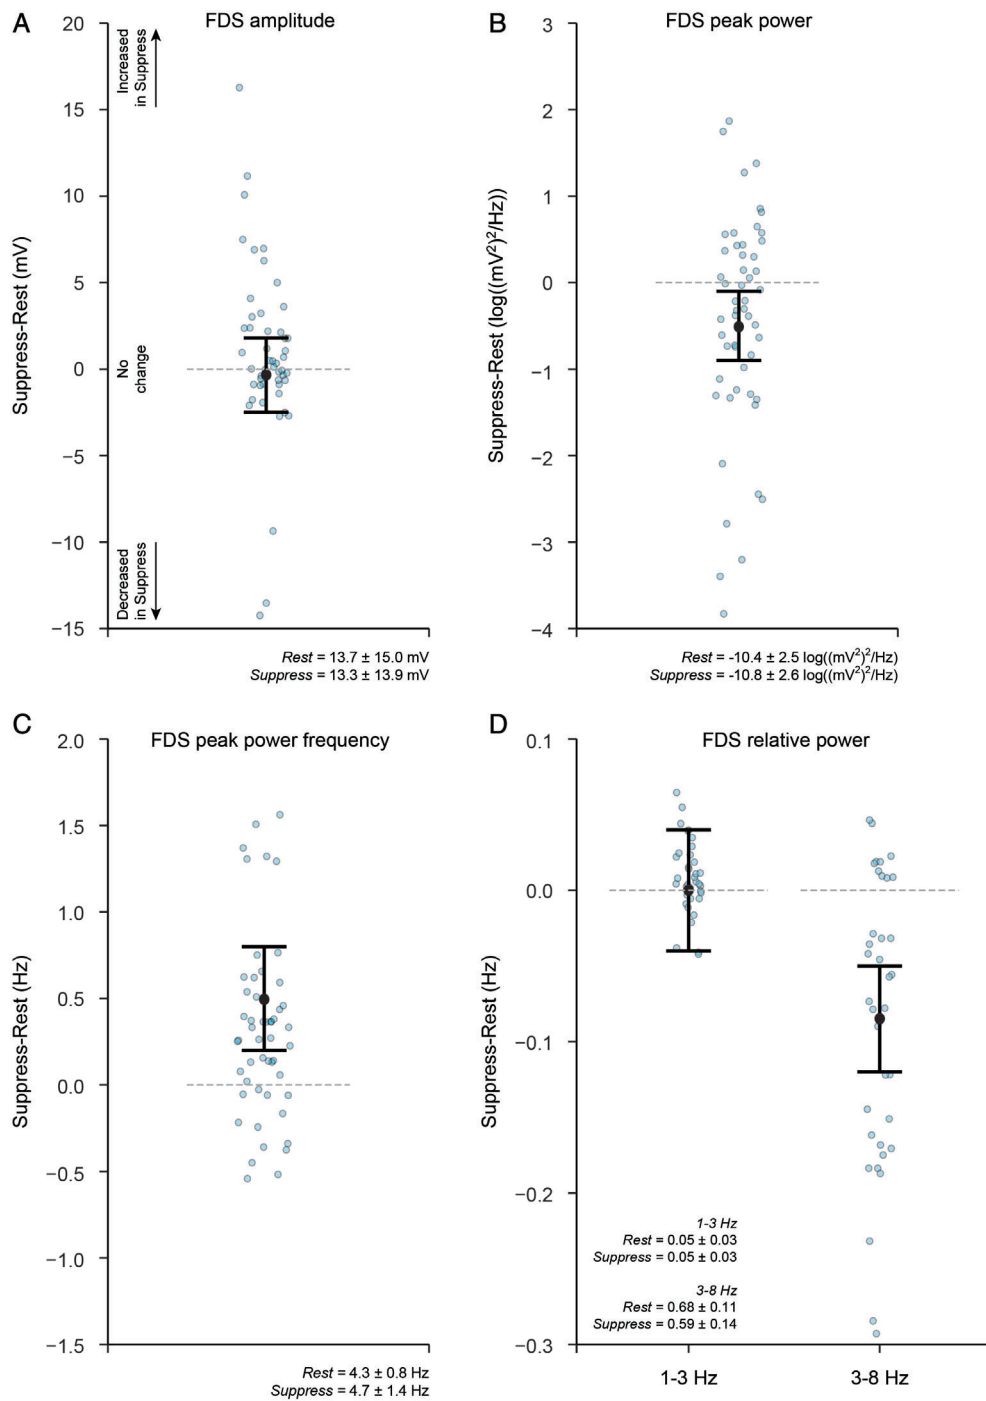 A
FDS amplitude
20
15
10
5
0
−5
−10
−15
Suppress-Rest (mV)
Increased
in Suppress
No
change
Decreased
in Suppress
Rest = 13.7 ± 15.0 mV
Suppress = 13.3 ± 13.9 mV
B
FDS peak power
3
2
1
0
−1
−2
−3
−4
Suppress-Rest (log((mV²)²/Hz))
Rest = -10.4 ± 2.5 log((mV²)²/Hz)
Suppress = -10.8 ± 2.6 log((mV²)²/Hz)
C
FDS peak power frequency
2.0
1.5
1.0
0.5
0.0
−0.5
−1.0
−1.5
Suppress-Rest (Hz)
Rest = 4.3 ± 0.8 Hz
Suppress = 4.7 ± 1.4 Hz
D
FDS relative power
0.1
0.0
−0.1
−0.2
−0.3
Suppress-Rest (Hz)
1-3 Hz
Rest = 0.05 ± 0.03
Suppress = 0.05 ± 0.03
3-8 Hz
Rest = 0.68 ± 0.11
Suppress = 0.59 ± 0.14
1-3 Hz
3-8 Hz